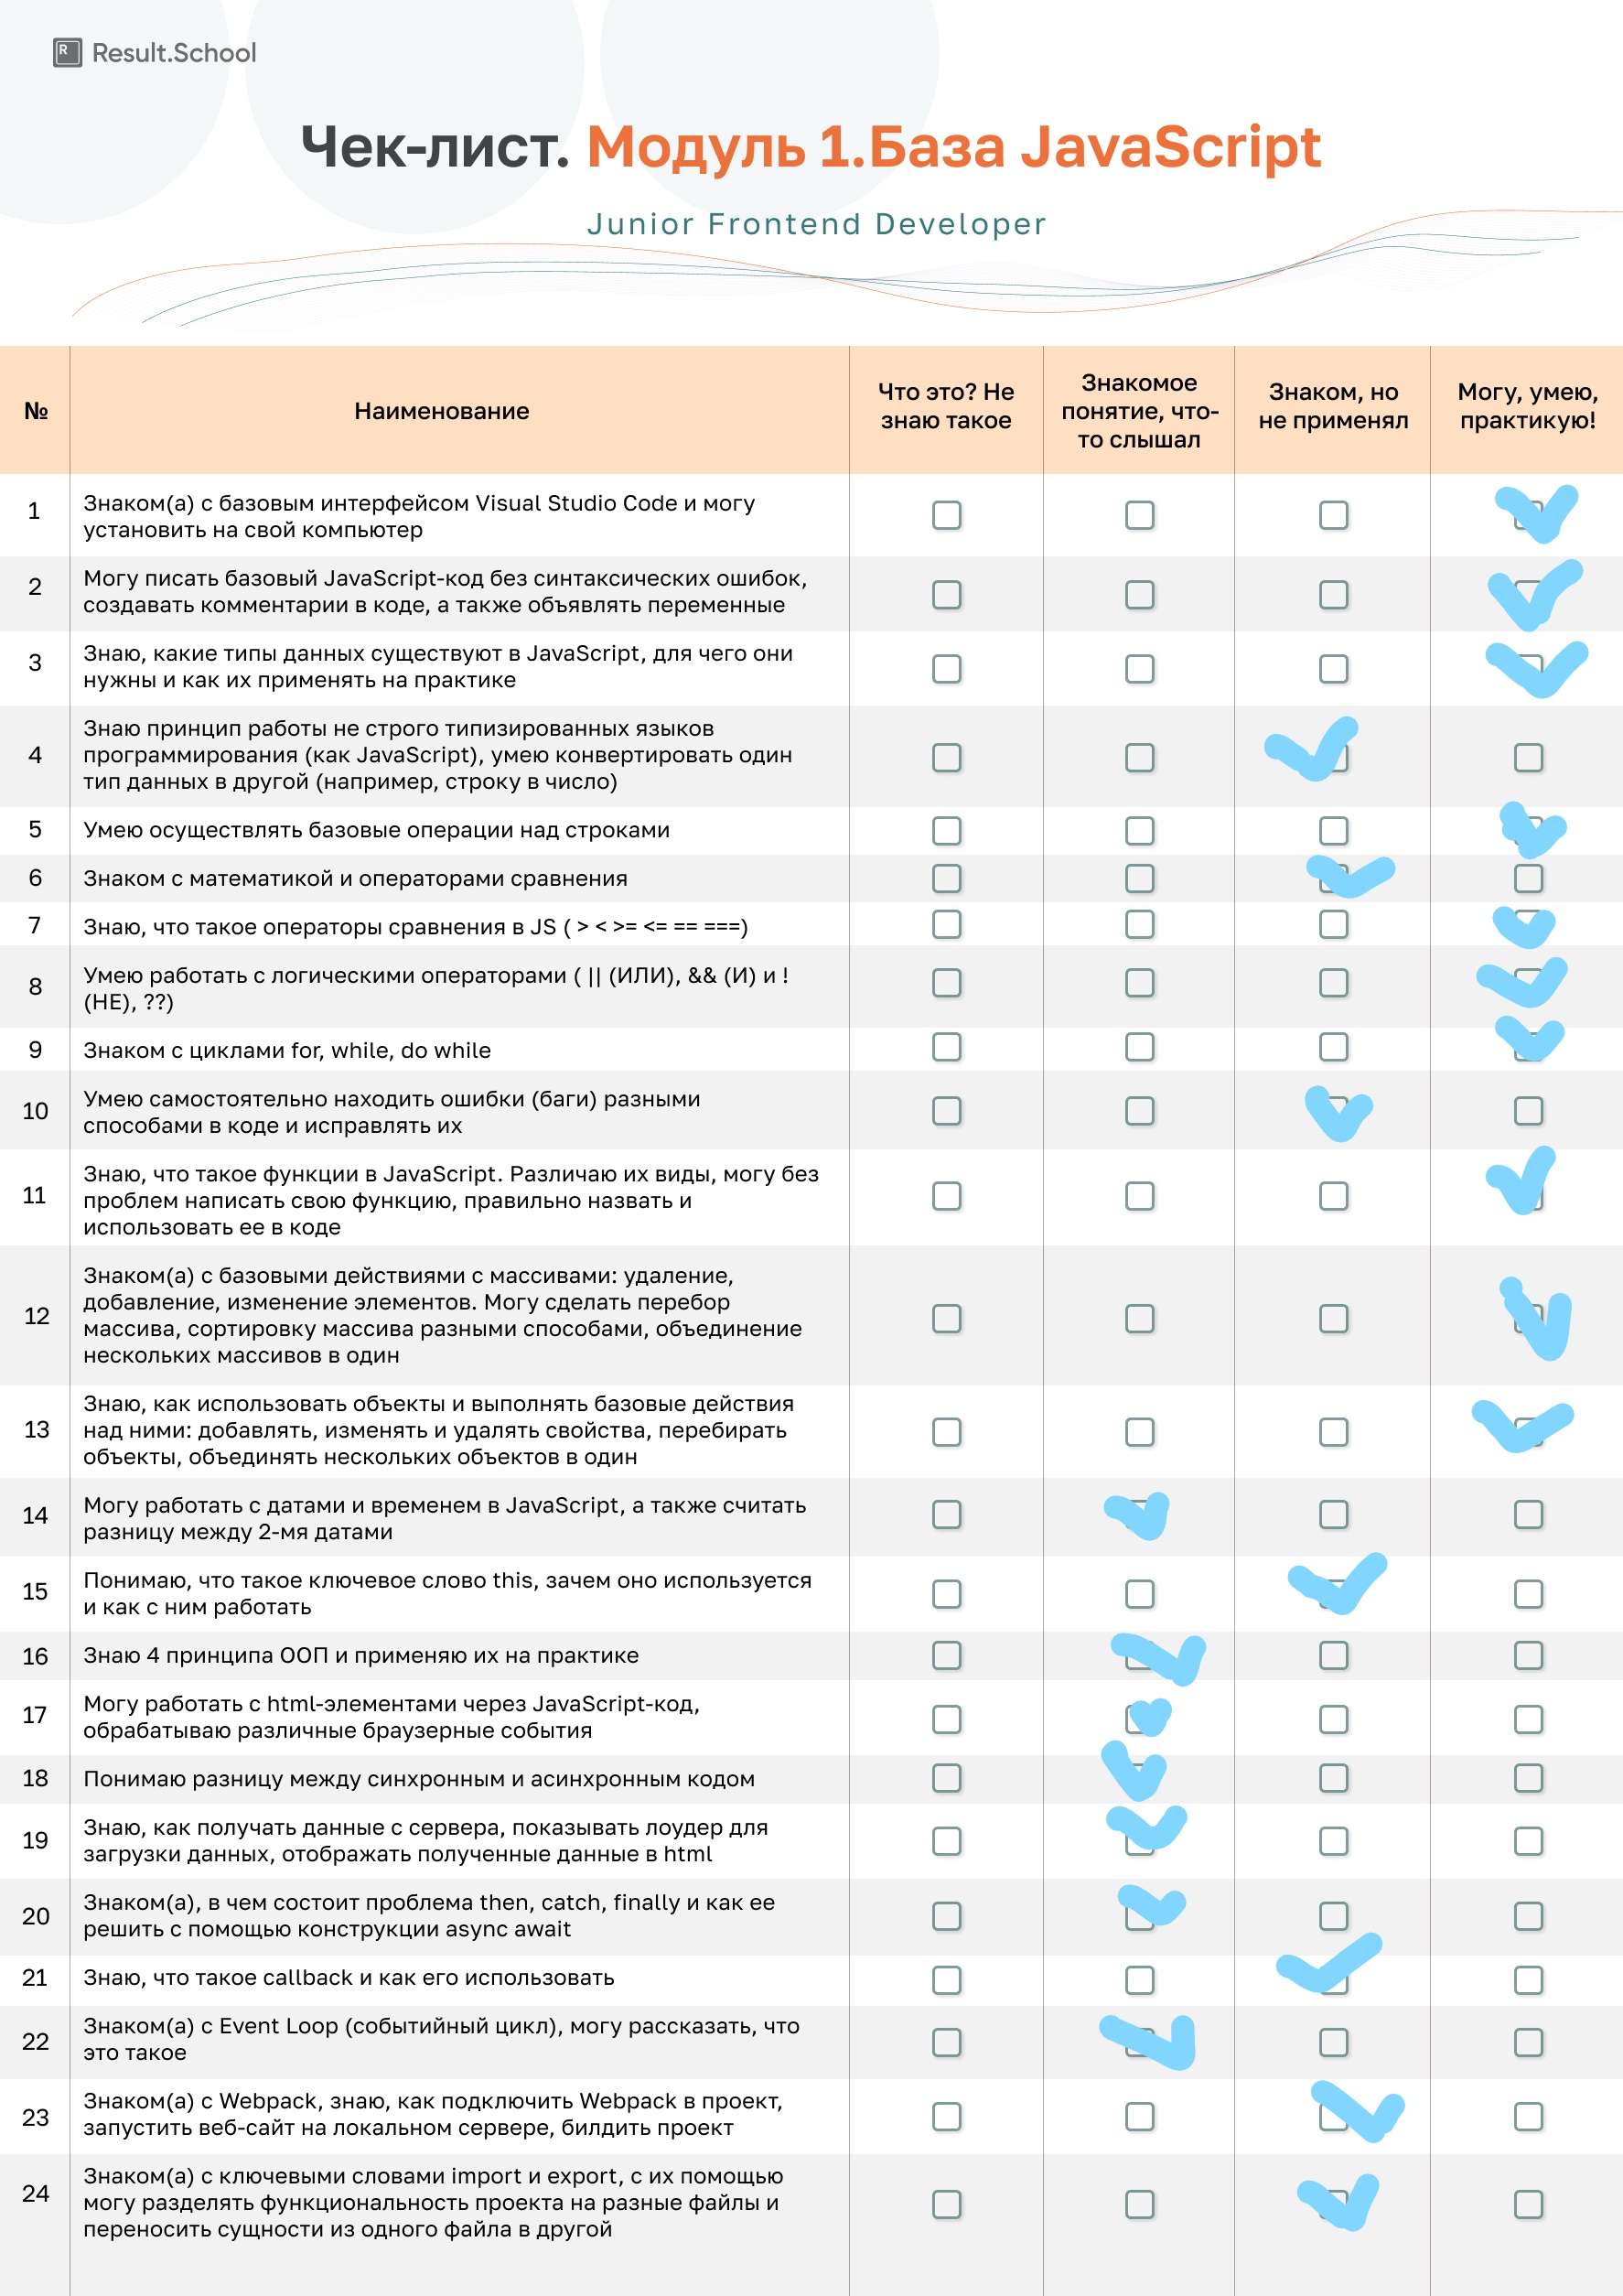 R Result.School
Чек-лист. Модуль 1.База JavaScript
Junior Frontend Developer
№
Наименование
Что это? Не
знаю такое
Знакомое
понятие, что-
то слышал
Знаком, но
не применял
Могу, умею,
практикую!
1
Знаком(а) с базовым интерфейсом Visual Studio Code и могу
установить на свой компьютер
2
Могу писать базовый JavaScript-код без синтаксических ошибок,
создавать комментарии в коде, а также объявлять переменные
3
Знаю, какие типы данных существуют в JavaScript, для чего они
нужны и как их применять на практике
4
Знаю принцип работы не строго типизированных языков
программирования (как JavaScript), умею конвертировать один
тип данных в другой (например, строку в число)
5
Умею осуществлять базовые операции над строками
6
Знаком с математикой и операторами сравнения
7
Знаю, что такое операторы сравнения в JS ( > < >= <= == ===)
8
Умею работать с логическими операторами ( || (ИЛИ), && (И) и !
(НЕ), ??)
9
Знаком с циклами for, while, do while
10
Умею самостоятельно находить ошибки (баги) разными
способами в коде и исправлять их
11
Знаю, что такое функции в JavaScript. Различаю их виды, могу без
проблем написать свою функцию, правильно назвать и
использовать ее в коде
12
Знаком(а) с базовыми действиями с массивами: удаление,
добавление, изменение элементов. Могу сделать перебор
массива, сортировку массива разными способами, объединение
нескольких массивов в один
13
Знаю, как использовать объекты и выполнять базовые действия
над ними: добавлять, изменять и удалять свойства, перебирать
объекты, объединять нескольких объектов в один
14
Могу работать с датами и временем в JavaScript, а также считать
разницу между 2-мя датами
15
Понимаю, что такое ключевое слово this, зачем оно используется
и как с ним работать
16
Знаю 4 принципа ООП и применяю их на практике
17
Могу работать с html-элементами через JavaScript-код,
обрабатываю различные браузерные события
18
Понимаю разницу между синхронным и асинхронным кодом
19
Знаю, как получать данные с сервера, показывать лоудер для
загрузки данных, отображать полученные данные в html
20
Знаком(а), в чем состоит проблема then, catch, finally и как ее
решить с помощью конструкции async await
21
Знаю, что такое callback и как его использовать
22
Знаком(а) с Event Loop (событийный цикл), могу рассказать, что
это такое
23
Знаком(а) с Webpack, знаю, как подключить Webpack в проект,
запустить веб-сайт на локальном сервере, билдить проект
24
Знаком(а) с ключевыми словами import и export, с их помощью
могу разделять функциональность проекта на разные файлы и
переносить сущности из одного файла в другой